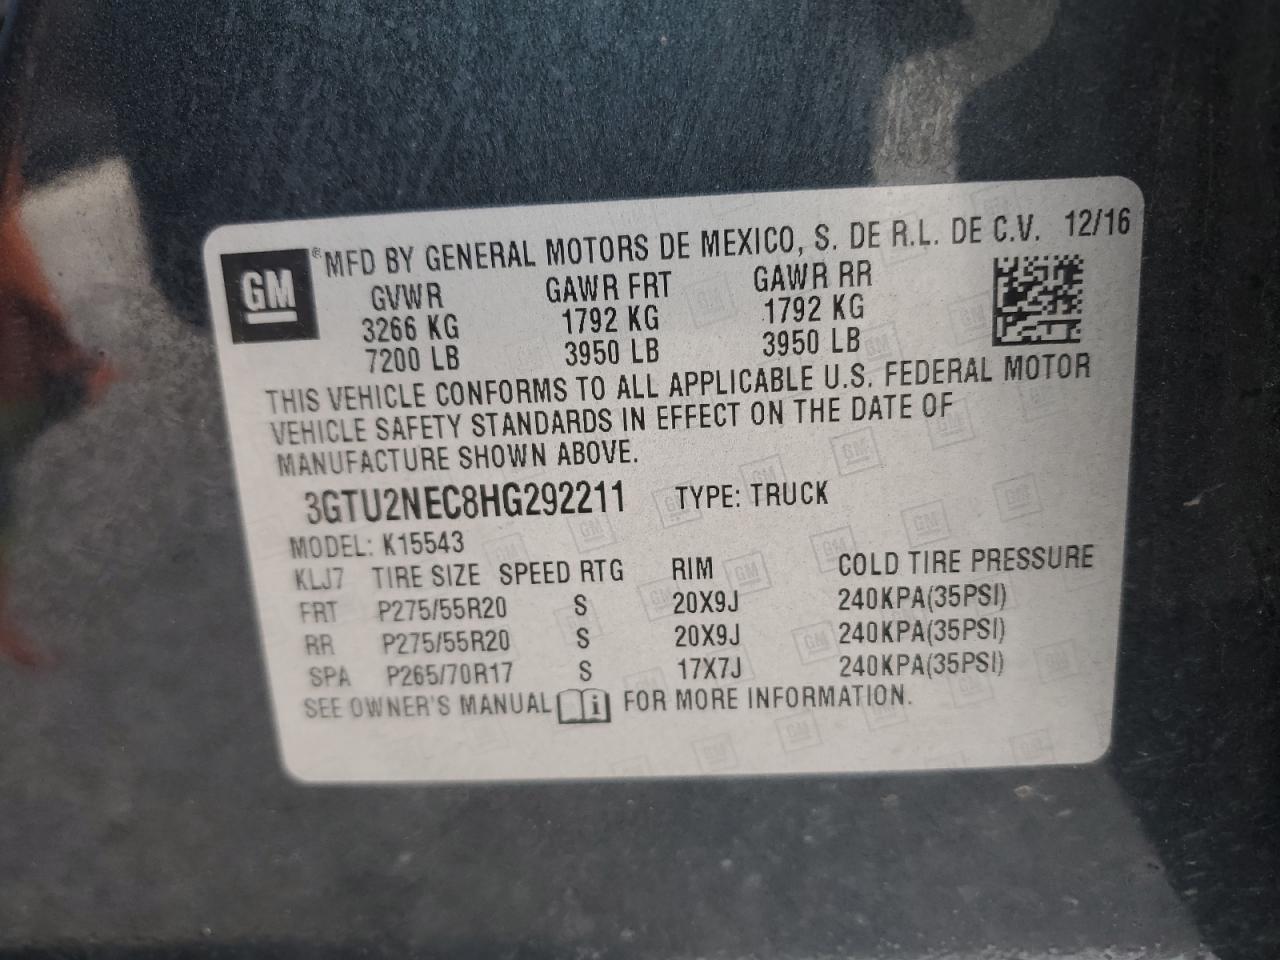 GM ® MFD BY GENERAL MOTORS DE MEXICO, S. DE R.L. DE C.V. 12/16
GVWR GAWR FRT GAWR RR
3266 KG 1792 KG 1792 KG
7200 LB 3950 LB 3950 LB
THIS VEHICLE CONFORMS TO ALL APPLICABLE U.S. FEDERAL MOTOR
VEHICLE SAFETY STANDARDS IN EFFECT ON THE DATE OF
MANUFACTURE SHOWN ABOVE.
3GTU2NEC8HG292211 TYPE: TRUCK
MODEL: K15543
KLJ7 TIRE SIZE SPEED RTG RIM COLD TIRE PRESSURE
FRT P275/55R20 S 20X9J 240KPA(35PSI)
RR P275/55R20 S 20X9J 240KPA(35PSI)
SPA P265/70R17 S 17X7J 240KPA(35PSI)
SEE OWNER'S MANUAL i FOR MORE INFORMATION.